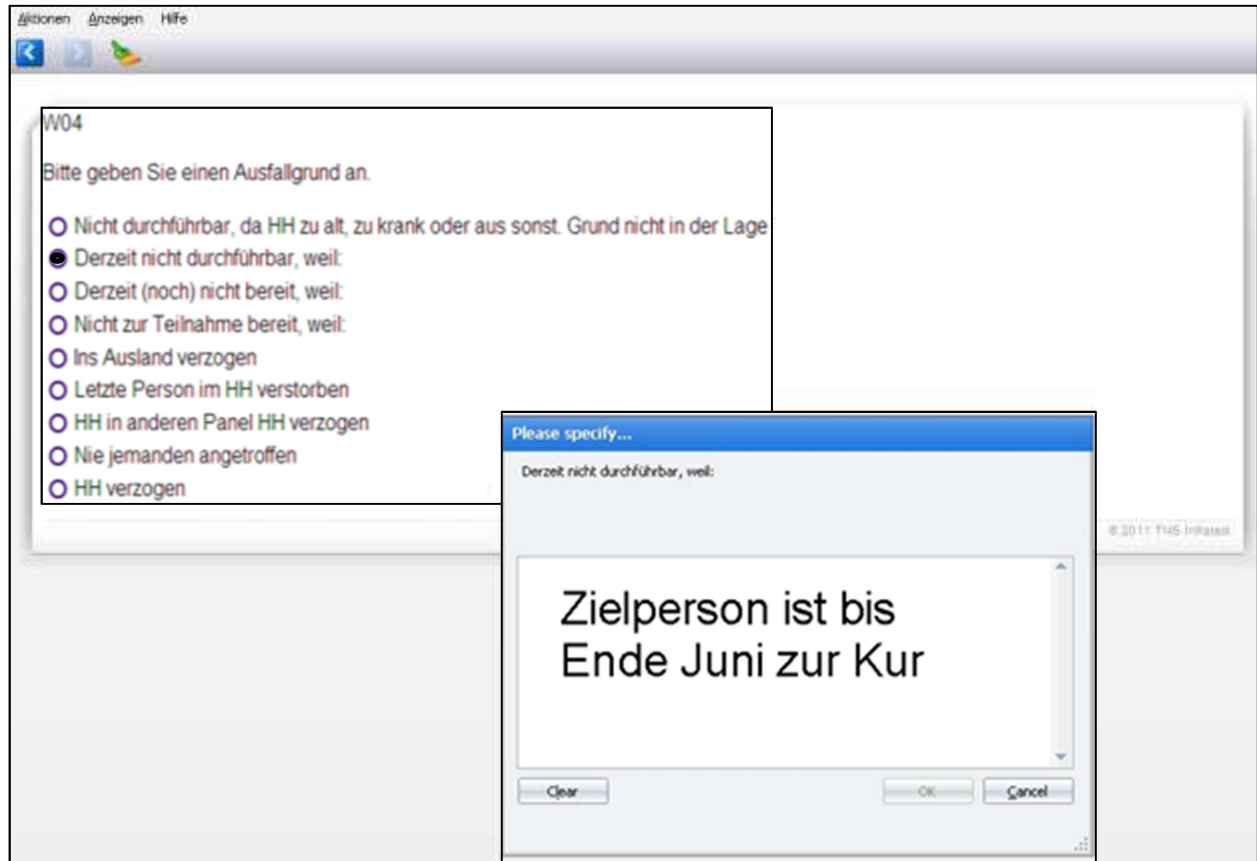 Aktionen Anzeigen Hilfe
W04
Bitte geben Sie einen Ausfallgrund an.
Nicht durchführbar, da HH zu alt, zu krank oder aus sonst. Grund nicht in der Lage
Derzeit nicht durchführbar, weil:
Derzeit (noch) nicht bereit, weil:
Nicht zur Teilnahme bereit, weil:
Ins Ausland verzogen
Letzte Person im HH verstorben
HH in anderen Panel HH verzogen
Nie jemanden angetroffen
HH verzogen
© 2011 TNS Infratest
Please specify...
Derzeit nicht durchführbar, weil:
Zielperson ist bis
Ende Juni zur Kur
Clear OK Cancel